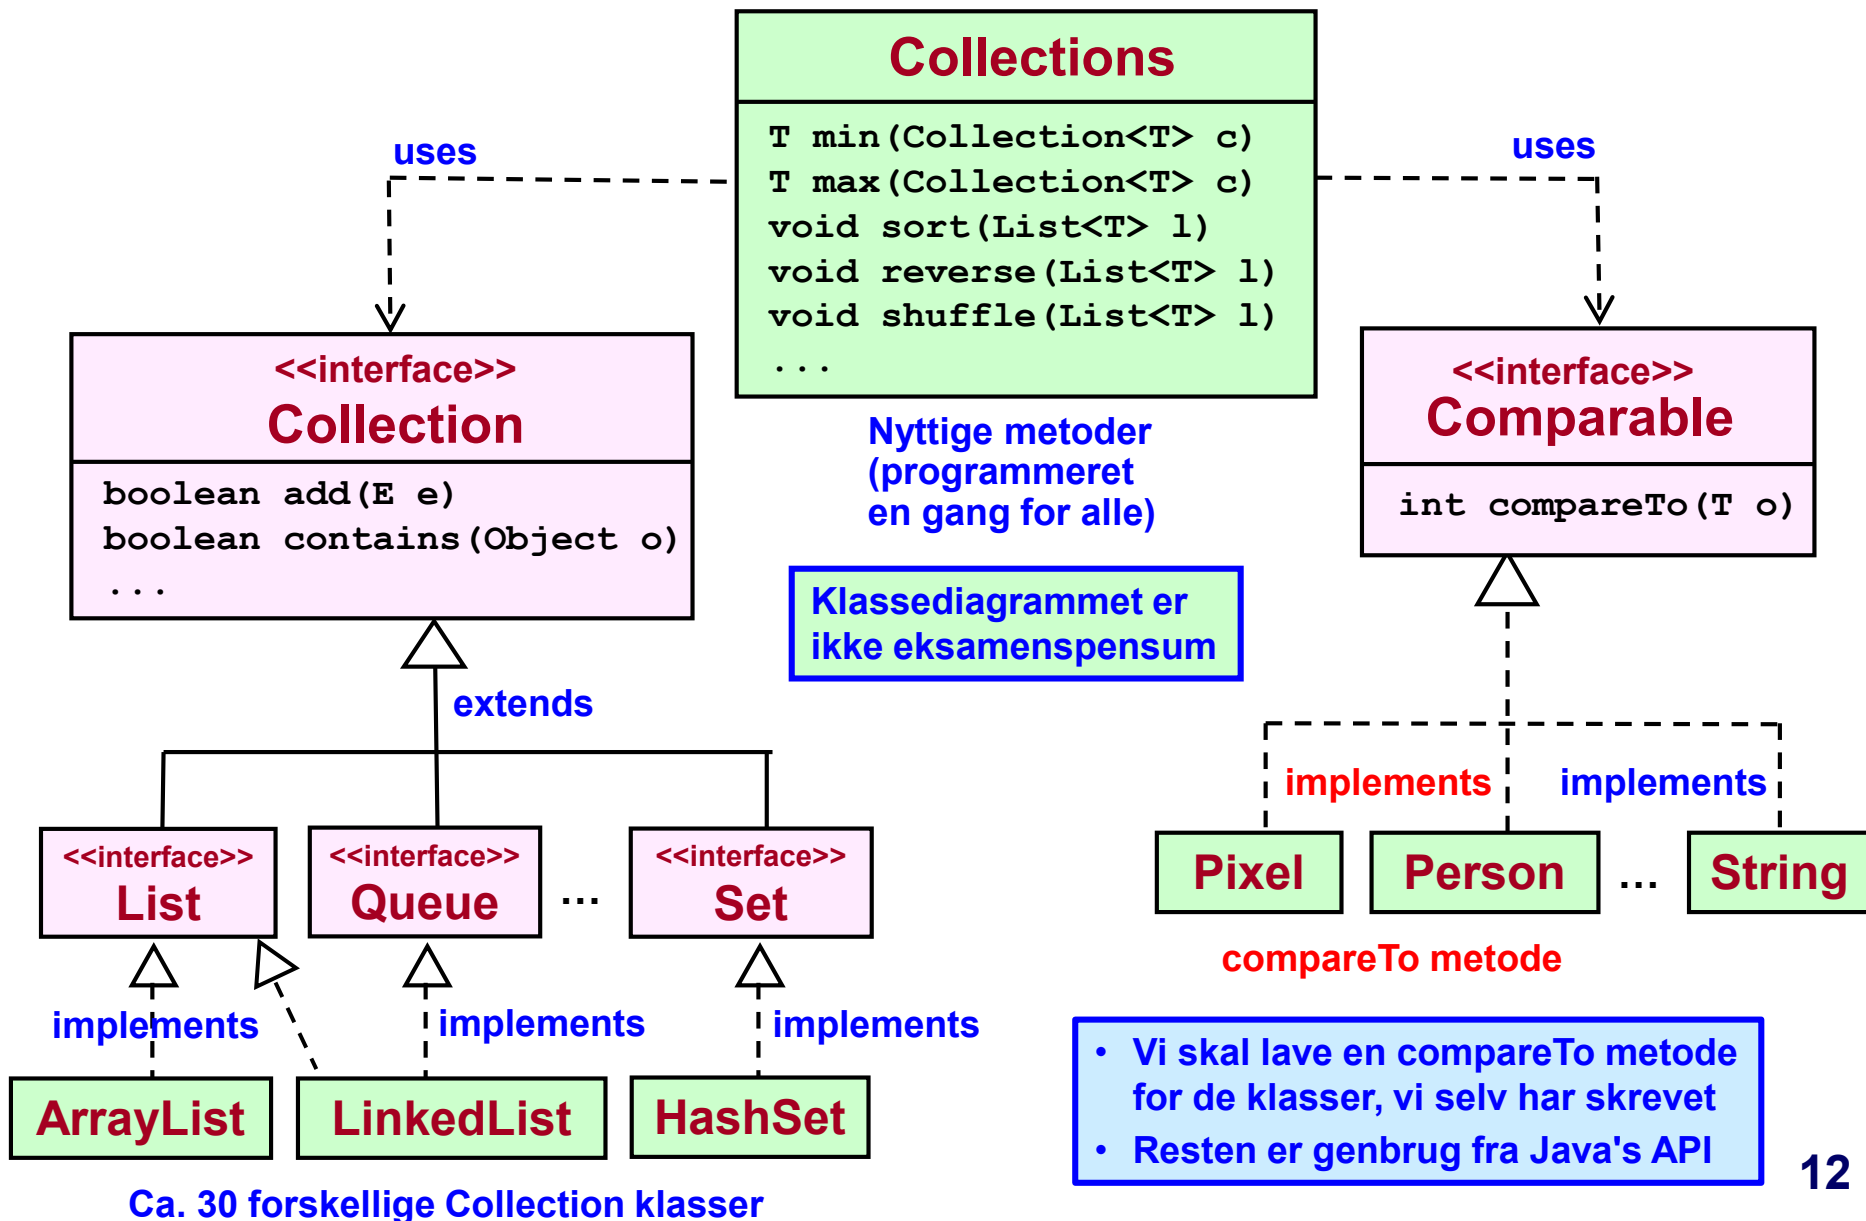 Collections
T min(Collection<T> c)
T max(Collection<T> c)
void sort(List<T> l)
void reverse(List<T> l)
void shuffle(List<T> l)
...
uses
uses
<<interface>>
Collection
boolean add(E e)
boolean contains(Object o)
...
Nyttige metoder
(programmeret
en gang for alle)
<<interface>>
Comparable
int compareTo(T o)
Klassediagrammet er
ikke eksamenspensum
extends
implements
implements
<<interface>>
List
<<interface>>
Queue
...
<<interface>>
Set
Pixel
Person
...
String
compareTo metode
implements
implements
implements
ArrayList
LinkedList
HashSet
• Vi skal lave en compareTo metode
for de klasser, vi selv har skrevet
• Resten er genbrug fra Java's API
12
Ca. 30 forskellige Collection klasser